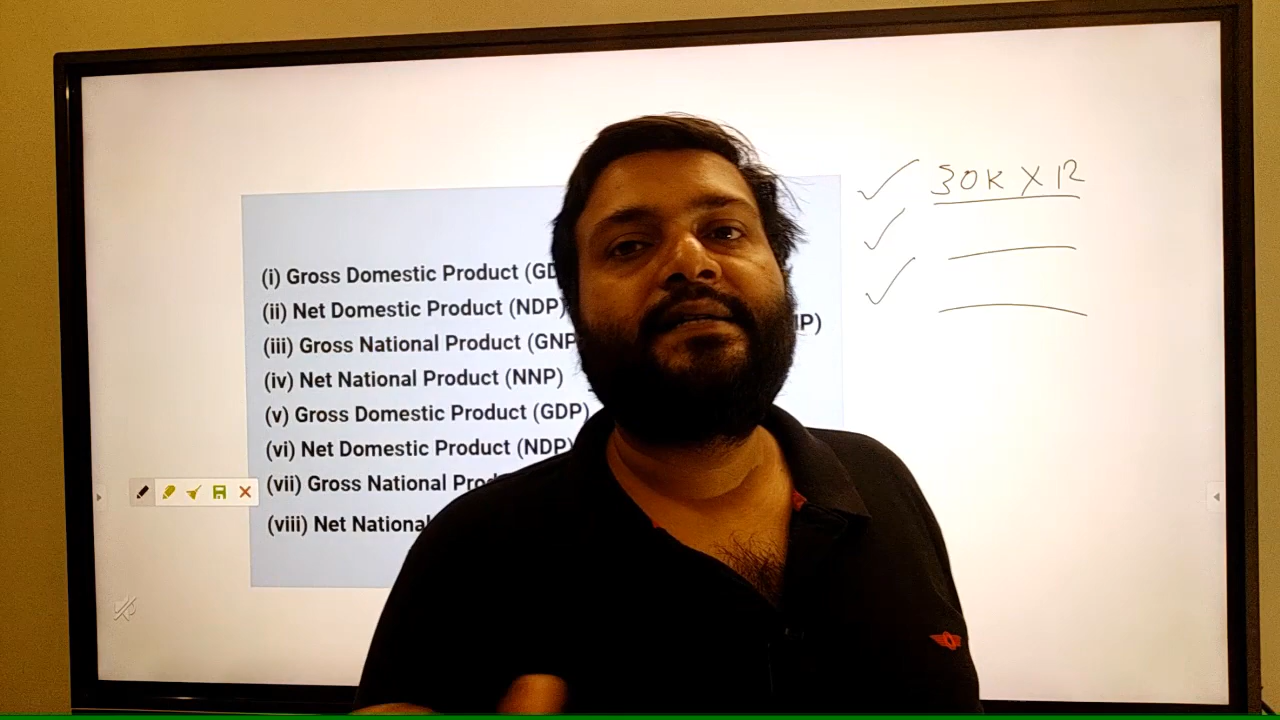 30K X 12
(i) Gross Domestic Product (GD
(ii) Net Domestic Product (NDP)
(iii) Gross National Product (GNP
IP)
(iv) Net National Product (NNP)
(v) Gross Domestic Product (GDP)
(vi) Net Domestic Product (NDP)
(vii) Gross National Prod
(viii) Net National